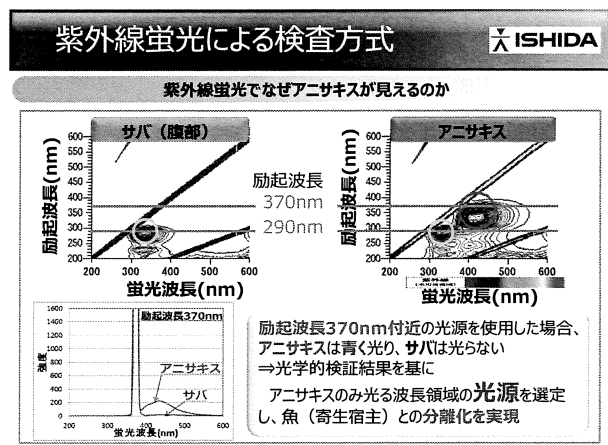 紫外線蛍光による検査方式
ISHIDA
紫外線蛍光でなぜアニサキスが見えるのか
サバ（腹部）
アニサキス
励起波長
370nm
290nm
励起波長(nm)
600
550
500
450
400
350
300
250
200
200 300 400 500 600
蛍光波長(nm)
励起波長(nm)
600
550
500
450
400
350
300
250
200
200 300 400 500 600
蛍光波長(nm)
励起波長370nm
強度
1600
1400
1200
1000
800
600
400
200
0
アニサキス
サバ
200 300 400 500 600
蛍光波長(nm)
励起波長370nm付近の光源を使用した場合、
アニサキスは青く光り、サバは光らない
⇒光学的検証結果を基に
アニサキスのみ光る波長領域の光源を選定
し、魚（寄生宿主）との分離化を実現